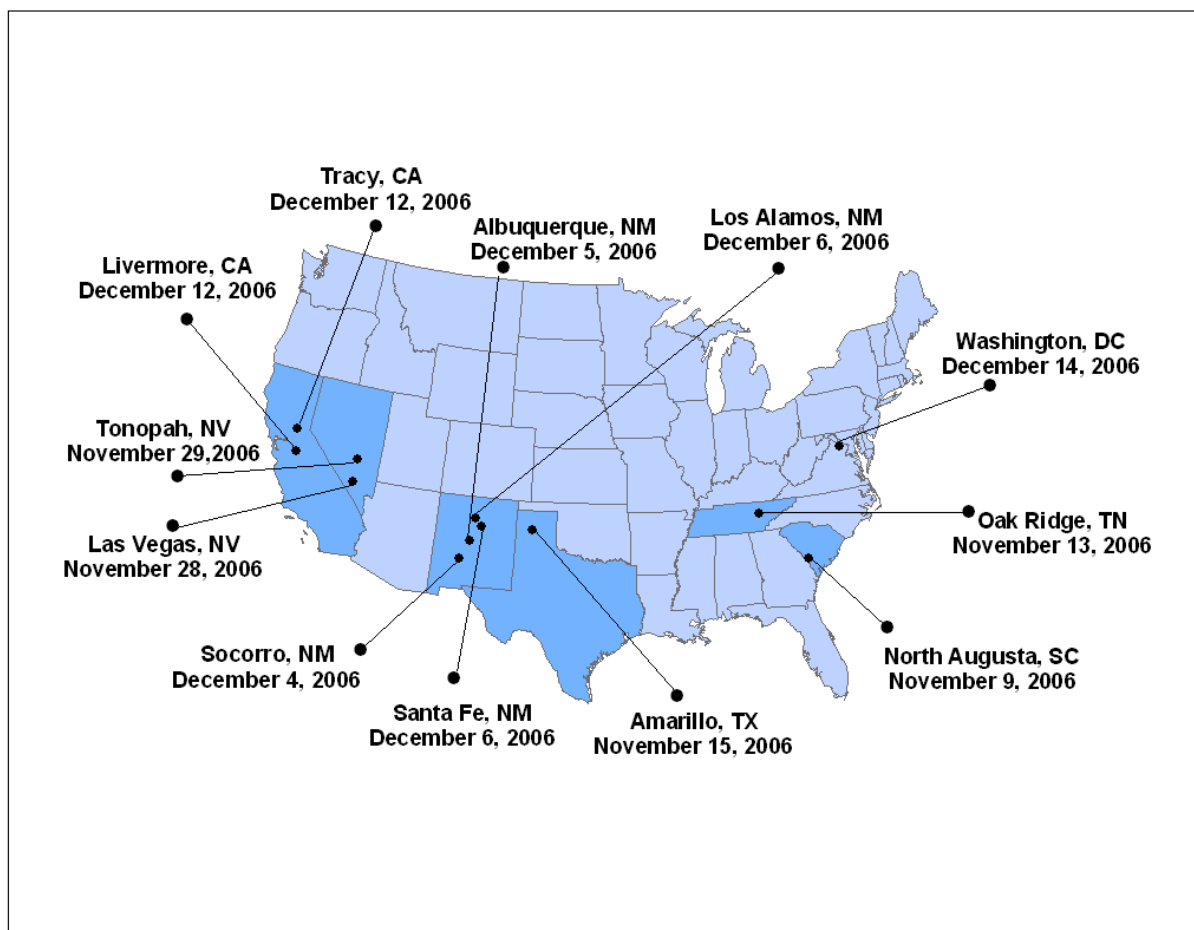 Tracy, CA
December 12, 2006
Albuquerque, NM
December 5, 2006
Los Alamos, NM
December 6, 2006
Livermore, CA
December 12, 2006
Washington, DC
December 14, 2006
Tonopah, NV
November 29,2006
Las Vegas, NV
November 28, 2006
Oak Ridge, TN
November 13, 2006
Socorro, NM
December 4, 2006
North Augusta, SC
November 9, 2006
Santa Fe, NM
December 6, 2006
Amarillo, TX
November 15, 2006